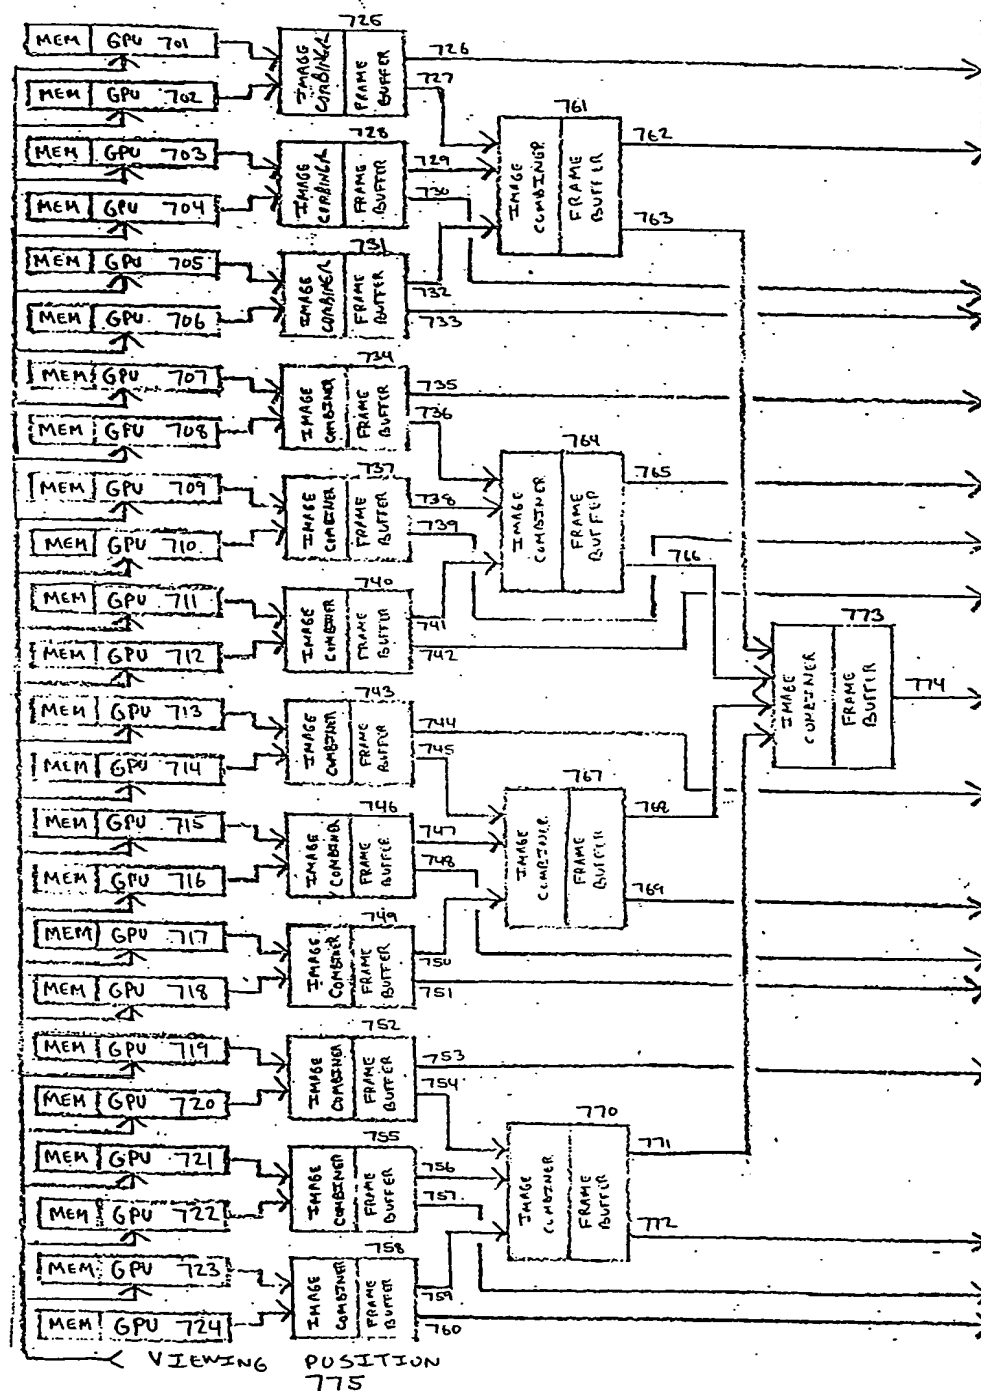 725
MEM GPU 701
IMAGE COMBINER FRAME BUFFER
726
727
MEM GPU 702
761
728
MEM GPU 703
IMAGE COMBINER FRAME BUFFER
729
730
IMAGE COMBINER FRAME BUFFER
762
763
MEM GPU 704
731
MEM GPU 705
IMAGE COMBINER FRAME BUFFER
732
733
MEM GPU 706
734
MEM GPU 707
IMAGE COMBINER FRAME BUFFER
735
736
MEM GPU 708
764
737
MEM GPU 709
IMAGE COMBINER FRAME BUFFER
738
739
IMAGE COMBINER FRAME BUFFER
765
766
MEM GPU 710
740
MEM GPU 711
IMAGE COMBINER FRAME BUFFER
741
742
MEM GPU 712
773
IMAGE COMBINER FRAME BUFFER
774
743
MEM GPU 713
IMAGE COMBINER FRAME BUFFER
744
745
MEM GPU 714
767
746
MEM GPU 715
IMAGE COMBINER FRAME BUFFER
747
748
IMAGE COMBINER FRAME BUFFER
768
769
MEM GPU 716
749
MEM GPU 717
IMAGE COMBINER FRAME BUFFER
750
751
MEM GPU 718
752
MEM GPU 719
IMAGE COMBINER FRAME BUFFER
753
754
MEM GPU 720
770
755
MEM GPU 721
IMAGE COMBINER FRAME BUFFER
756
757
IMAGE COMBINER FRAME BUFFER
771
772
MEM GPU 722
758
MEM GPU 723
IMAGE COMBINER FRAME BUFFER
759
760
MEM GPU 724
VIEWING POSITION
775